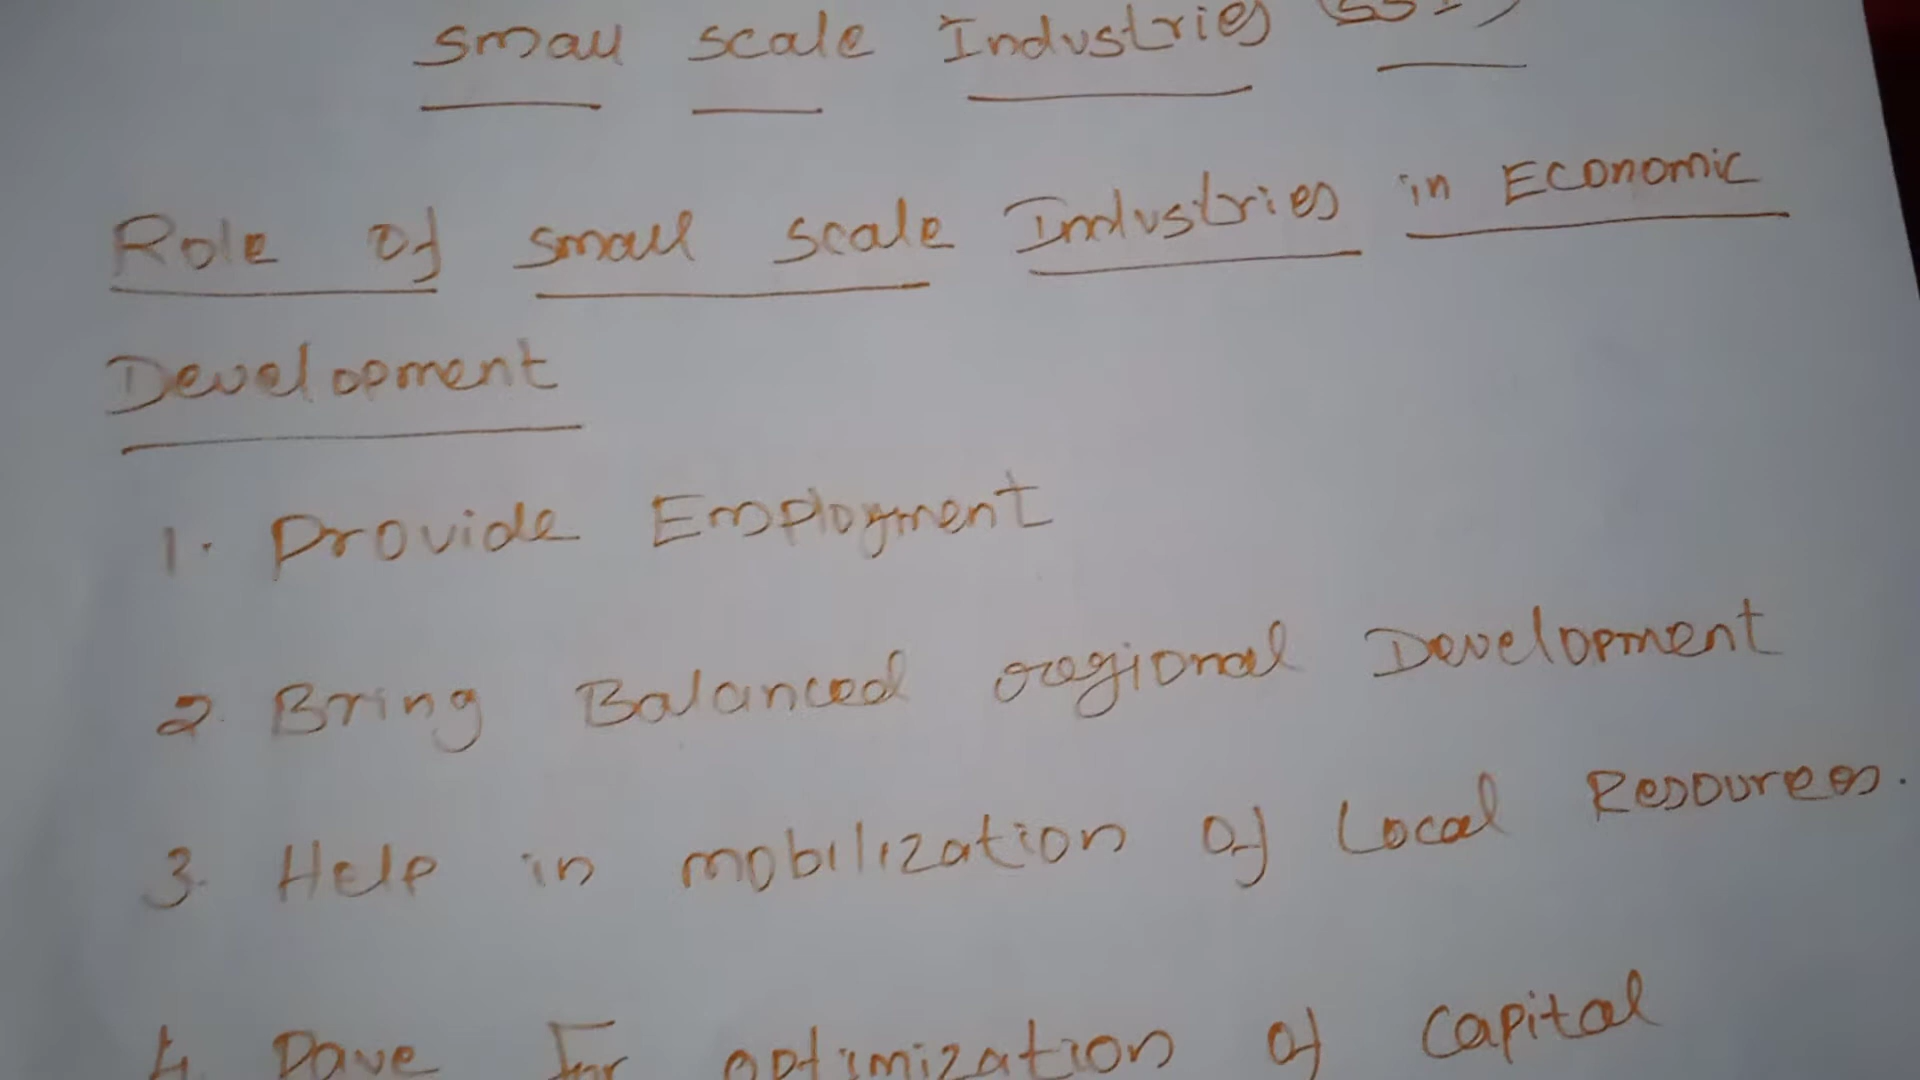 Small scale Industries (SSI)
Role of small scale Industries in Economic
Development
1. Provide Employment
2. Bring Balanced regional Development
3. Help in mobilization of Local Resources.
4. Pave For optimization of capital